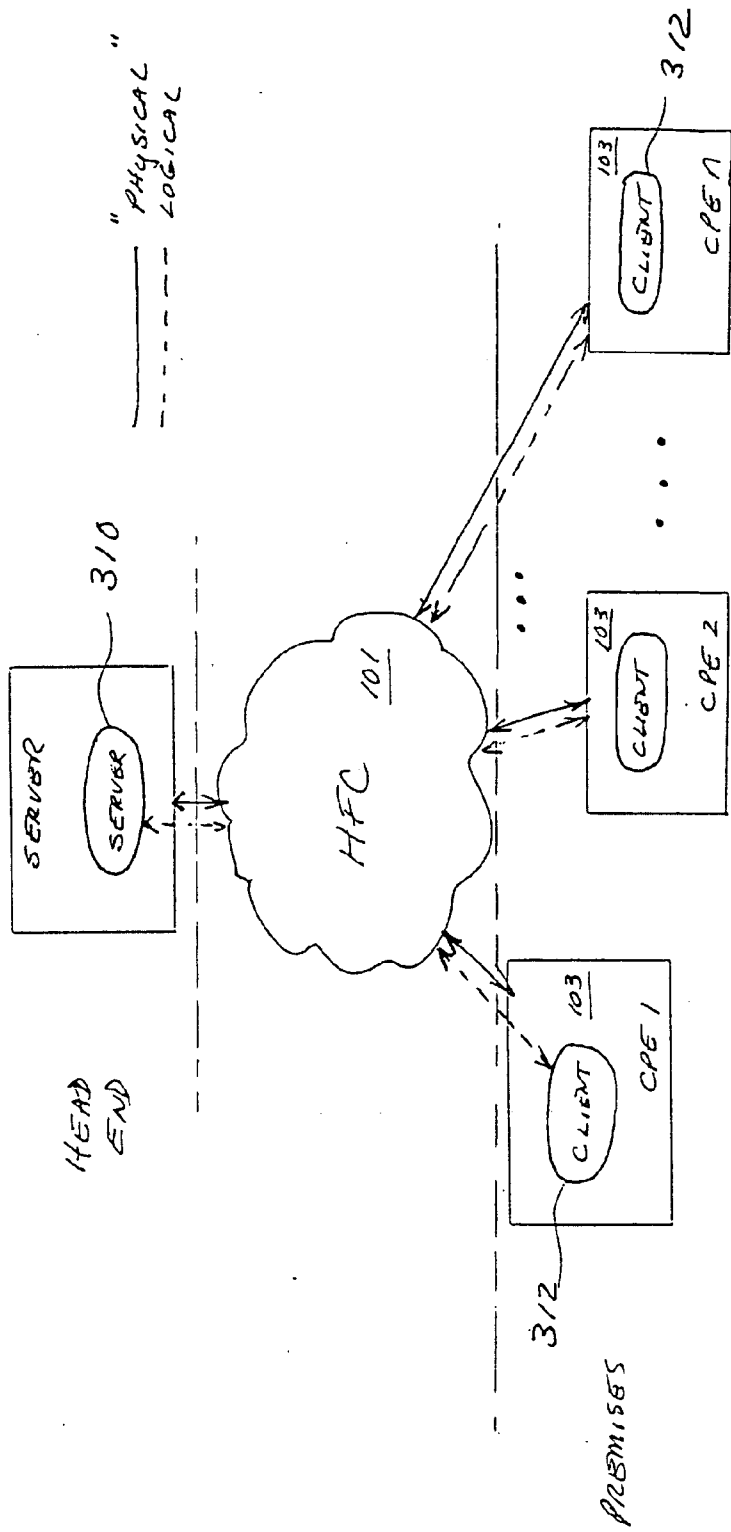 HEAD
END
SERVER
SERVER
310
"PHYSICAL"
LOGICAL
HFC
101
PREMISES
312
CLIENT
103
CPE 1
103
CLIENT
CPE 2
103
CLIENT
CPE n
312